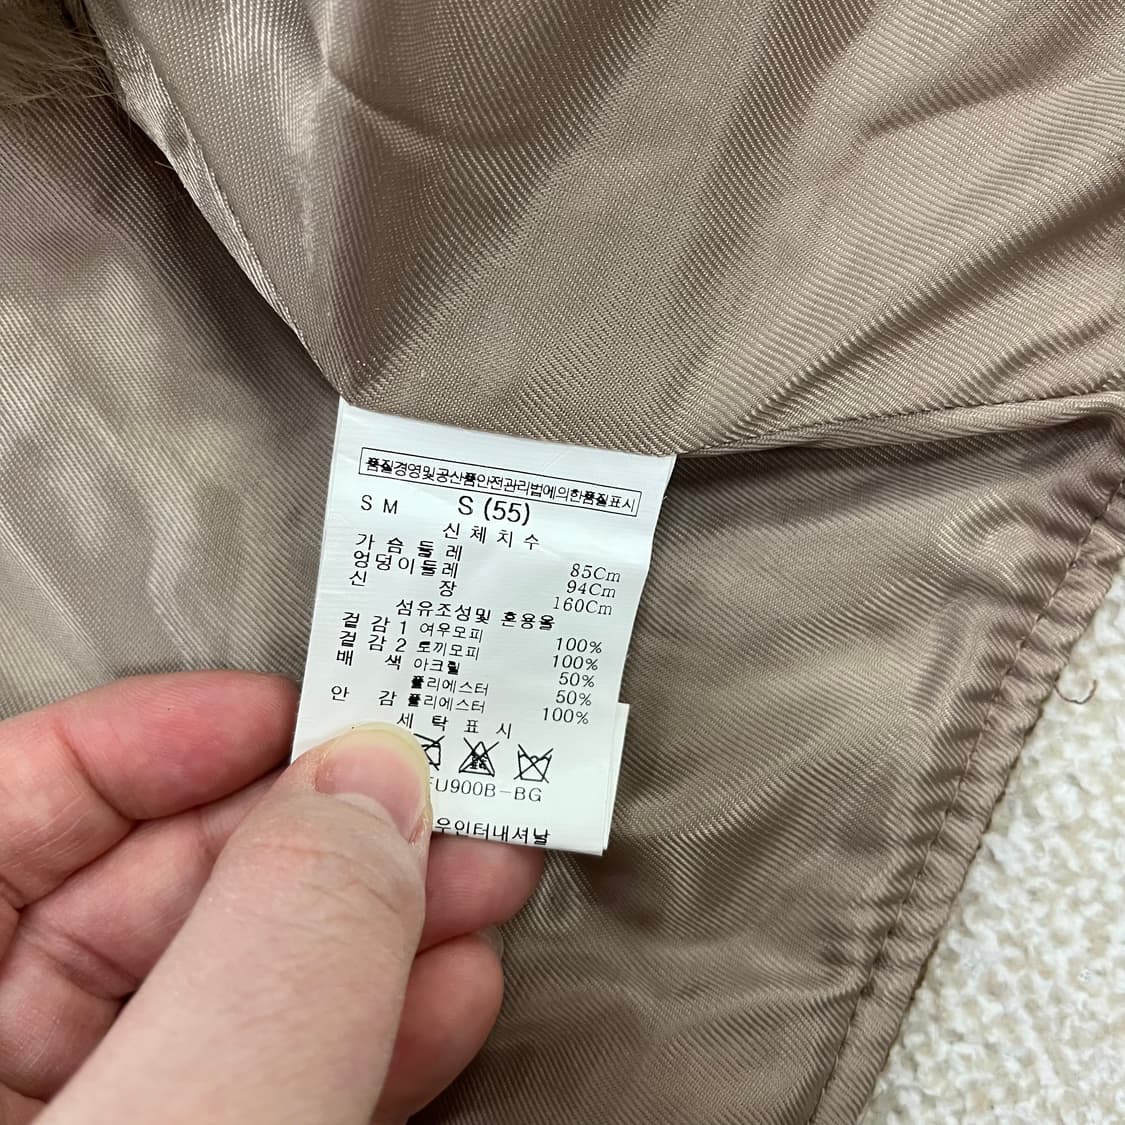 품질경영및공산품안전관리법에의한품질표시
S M S (55)
신 체 치 수
가 슴 둘 레 85Cm
엉덩이둘레 94Cm
신 장 160Cm
섬유조성및 혼용율
겉 감 1 여우모피 100%
겉 감 2 토끼모피 100%
배 색 아크릴 50%
폴리에스터 50%
안 감 폴리에스터 100%
세 탁 표 시
FU900B-BG
우인터내셔날